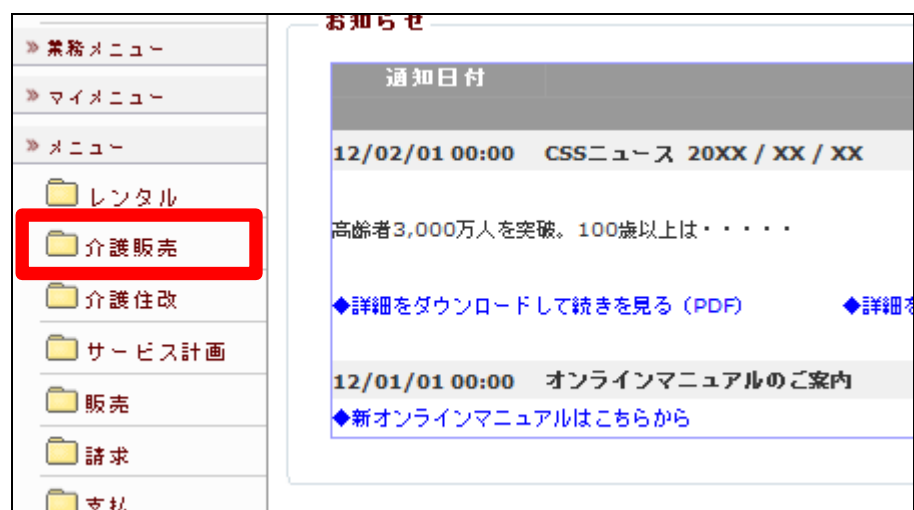 » 業務メニュー
» マイメニュー
» メニュー
レンタル
介護販売
介護住改
サービス計画
販売
請求
支払
お知らせ
通知日付
12/02/01 00:00 CSSニュース 20XX / XX / XX
高齢者3,000万人を突破。100歳以上は・・・・・
◆詳細をダウンロードして続きを見る（PDF） ◆詳細を
12/01/01 00:00 オンラインマニュアルのご案内
◆新オンラインマニュアルはこちらから